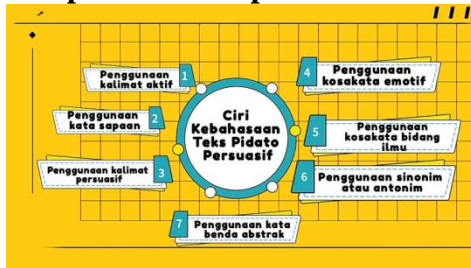 Ciri
Kebahasaan
Teks Pidato
Persuasif
1
Penggunaan
kalimat aktif
2
Penggunaan
kata sapaan
3
Penggunaan kalimat
persuasif
4
Penggunaan
kosakata emotif
5
Penggunaan
kosakata bidang
ilmu
6
Penggunaan sinonim
atau antonim
7
Penggunaan kata
benda abstrak